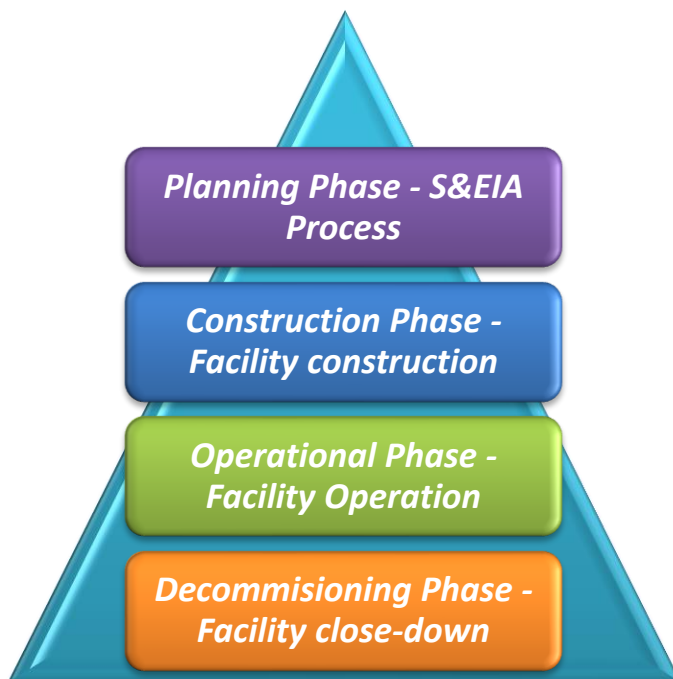 Planning Phase - S&EIA
Process
Construction Phase -
Facility construction
Operational Phase -
Facility Operation
Decommisioning Phase -
Facility close-down